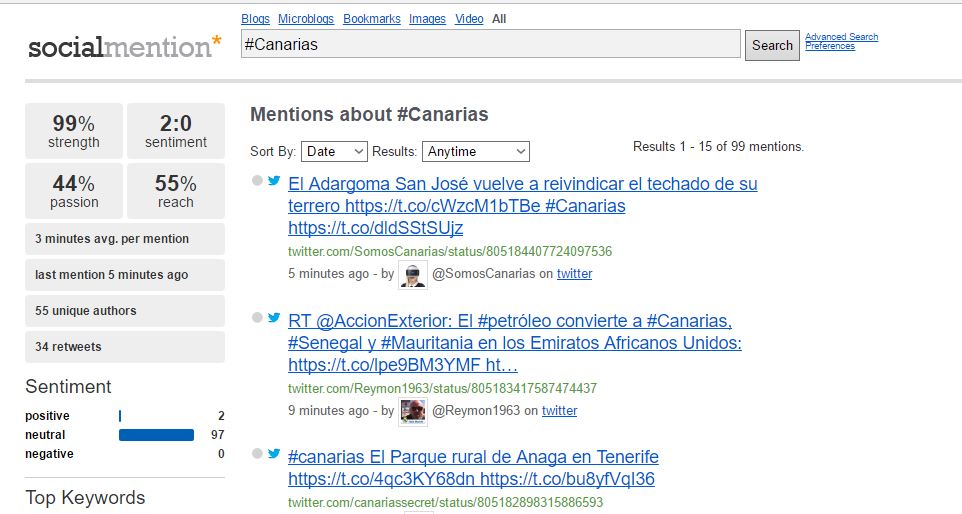 Blogs Microblogs Bookmarks Images Video All
socialmention*
#Canarias
Search
Advanced Search
Preferences
99%
strength
2:0
sentiment
44%
passion
55%
reach
3 minutes avg. per mention
last mention 5 minutes ago
55 unique authors
34 retweets
Sentiment
positive 2
neutral 97
negative 0
Top Keywords
Mentions about #Canarias
Sort By: Date Results: Anytime
Results 1 - 15 of 99 mentions.
El Adargoma San José vuelve a reivindicar el techado de su
terrero https://t.co/cWzcM1bTBe #Canarias
https://t.co/dIdSStSUjz
twitter.com/SomosCanarias/status/805184407724097536
5 minutes ago - by @SomosCanarias on twitter
RT @AccionExterior: El #petróleo convierte a #Canarias,
#Senegal y #Mauritania en los Emiratos Africanos Unidos:
https://t.co/lpe9BM3YMF ht…
twitter.com/Reymon1963/status/805183417587474437
9 minutes ago - by @Reymon1963 on twitter
#canarias El Parque rural de Anaga en Tenerife
https://t.co/4qc3KY68dn https://t.co/bu8yfVqI36
twitter.com/canariassecret/status/805182898315886593